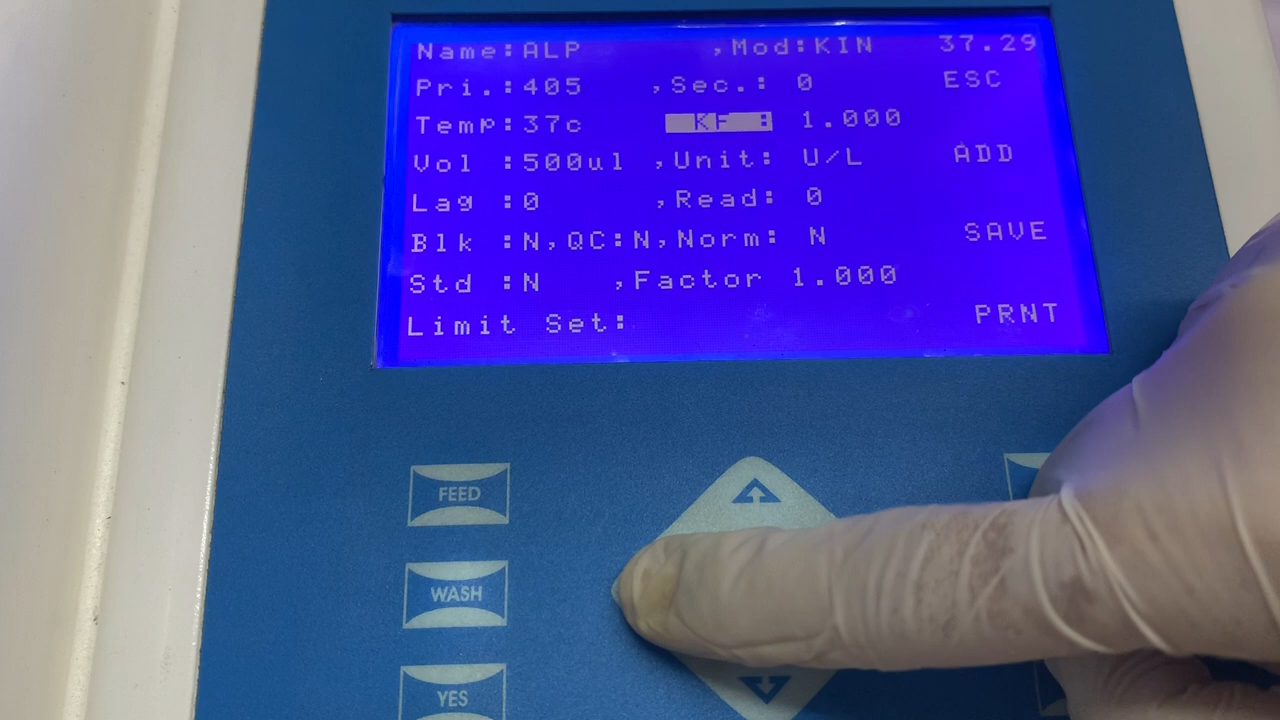 Name:ALP ,Mod:KIN 37.29
Pri.:405 ,Sec.: 0 ESC
Temp:37c KF : 1.000
Vol :500ul ,Unit: U/L ADD
Lag :0 ,Read: 0
Blk :N,QC:N,Norm: N SAVE
Std :N ,Factor 1.000
Limit Set: PRNT
FEED
WASH
YES